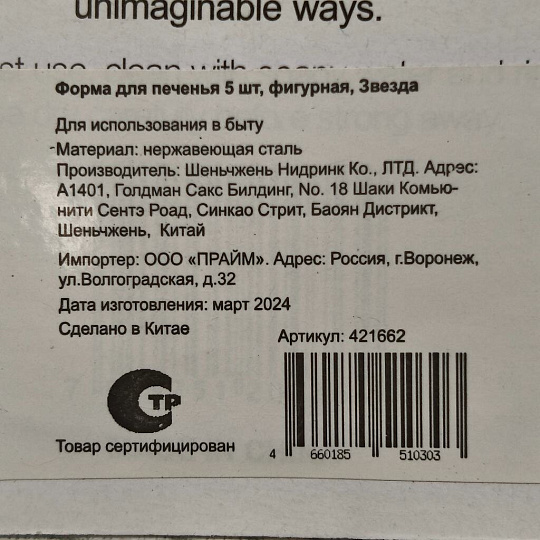 unimaginable ways.
Форма для печенья 5 шт, фигурная, Звезда
Для использования в быту
-Материал: нержавеющая сталь
Производитель: Шеньчжень Нидринк Ко., ЛТД. Адрес:
А1401, Голдман Сакс Билдинг, No. 18 Шаки Комью-
нити Сентэ Роад, Синкао Стрит, Баоян Дистрикт,
Шеньчжень, Китай
Импортер: ООО «ПРАЙМ». Адрес: Россия, г.Воронеж,
ул.Волгоградская, д.32
Дата изготовления: март 2024
Сделано в Китае
Артикул: 421662
СТР
Товар сертифицирован
4 660185 510303